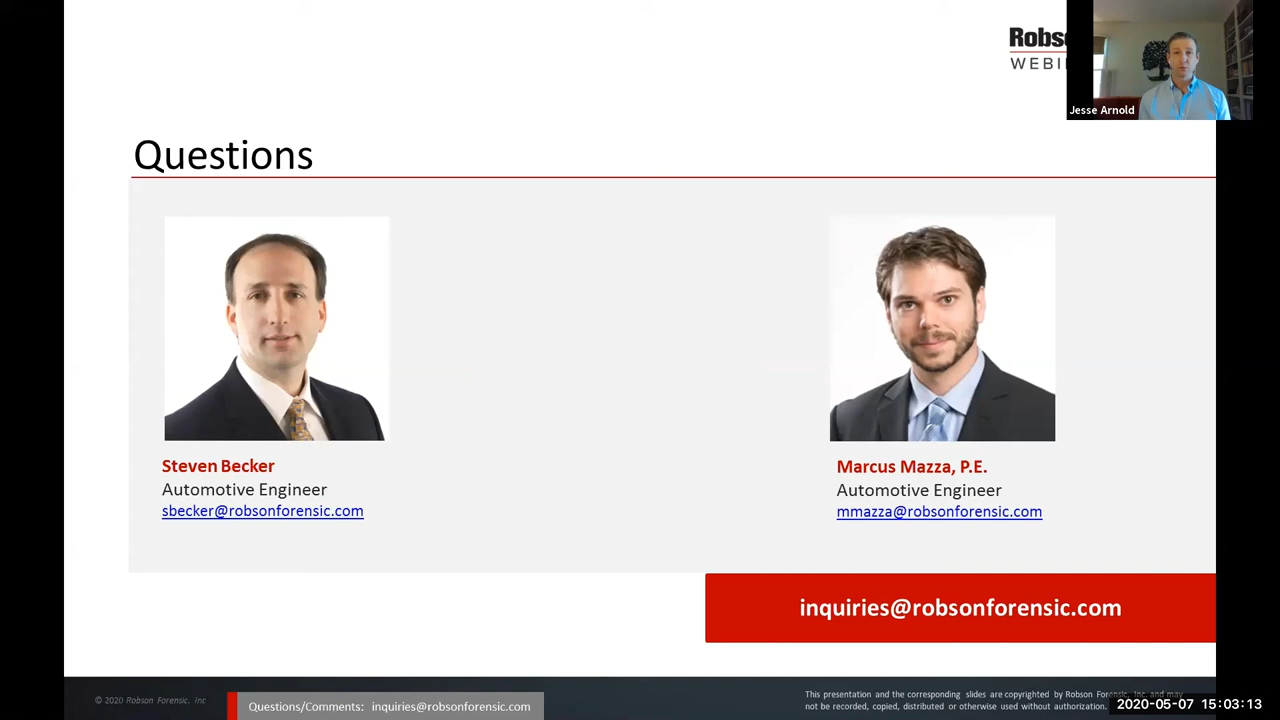 Robs
WEBI
Jesse Arnold
Questions
Steven Becker
Automotive Engineer
sbecker@robsonforensic.com
Marcus Mazza, P.E.
Automotive Engineer
mmazza@robsonforensic.com
inquiries@robsonforensic.com
© 2020 Robson Forensic, Inc
Questions/Comments: inquiries@robsonforensic.com
This presentation and the corresponding slides are copyrighted by Robson Forensic, Inc. and may
not be recorded, copied, distributed or otherwise used without authorization.
2020-05-07 15:03:13